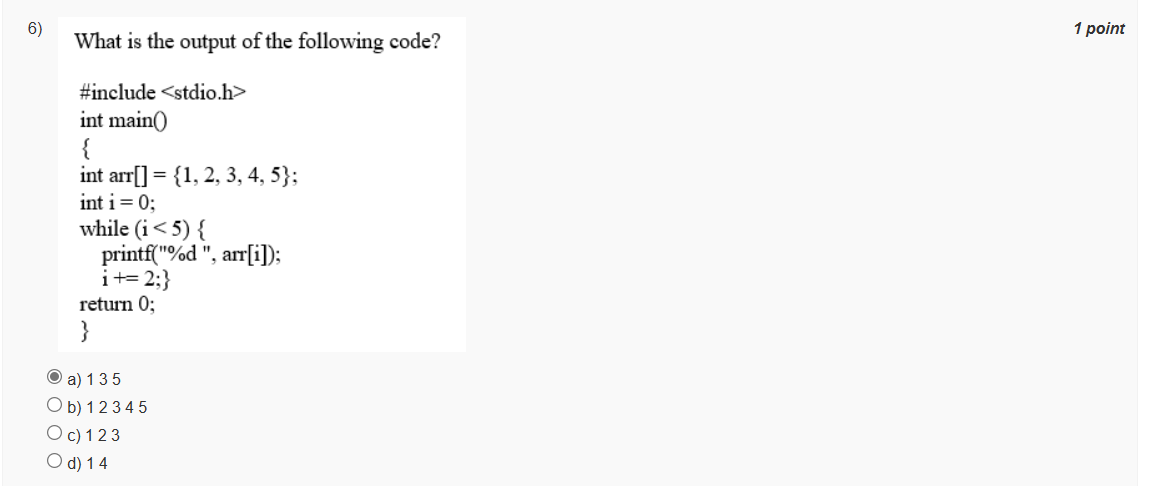 6)
1 point
What is the output of the following code?
#include <stdio.h>
int main()
{
int arr[] = {1, 2, 3, 4, 5};
int i = 0;
while (i < 5) {
printf("%d ", arr[i]);
i += 2;}
return 0;
}
a) 1 3 5
b) 1 2 3 4 5
c) 1 2 3
d) 1 4